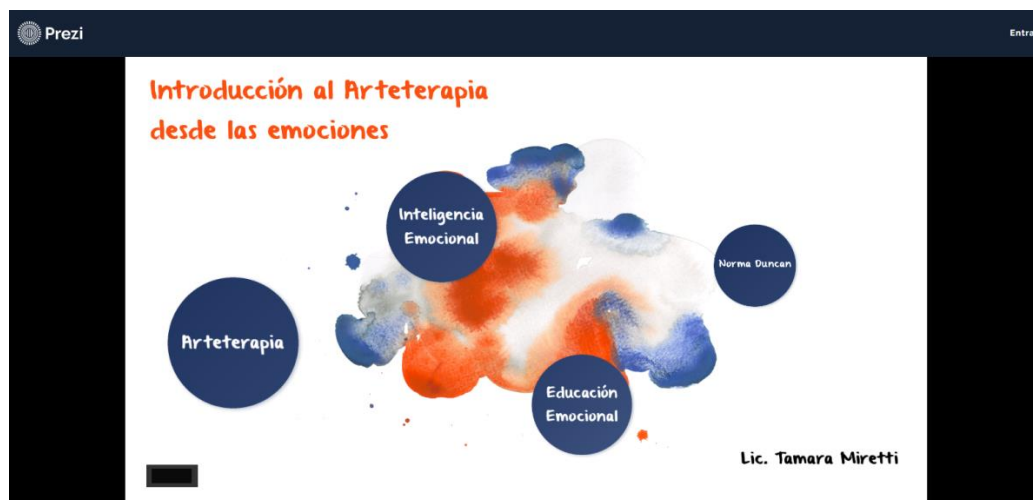 Prezi
Entra
Introducción al Arteterapia
desde las emociones
Inteligencia
Emocional
Norma Duncan
Arteterapia
Educación
Emocional
Lic. Tamara Miretti